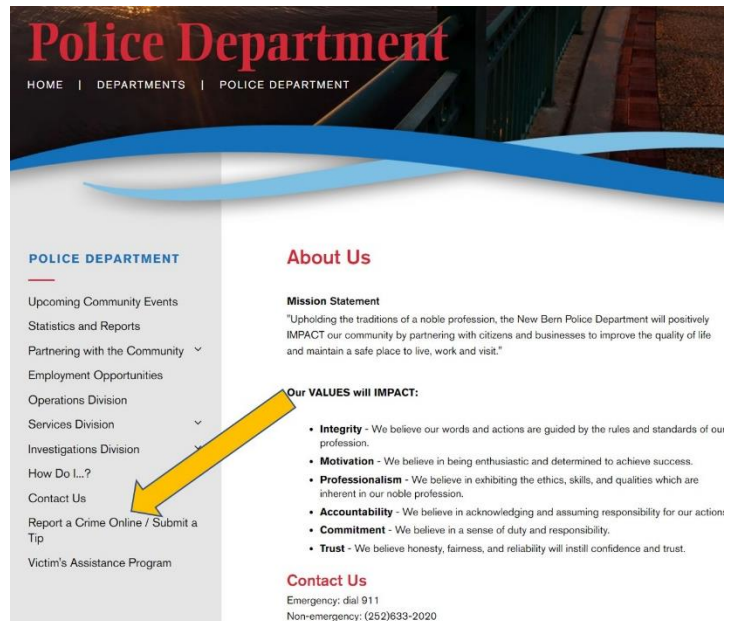 Police Department
HOME | DEPARTMENTS | POLICE DEPARTMENT
POLICE DEPARTMENT
Upcoming Community Events
Statistics and Reports
Partnering with the Community
Employment Opportunities
Operations Division
Services Division
Investigations Division
How Do I...?
Contact Us
Report a Crime Online / Submit a
Tip
Victim's Assistance Program
About Us
Mission Statement
"Upholding the traditions of a noble profession, the New Bern Police Department will positively
IMPACT our community by partnering with citizens and businesses to improve the quality of life
and maintain a safe place to live, work and visit."
Our VALUES will IMPACT:
• Integrity - We believe our words and actions are guided by the rules and standards of our
profession.
• Motivation - We believe in being enthusiastic and determined to achieve success.
• Professionalism - We believe in exhibiting the ethics, skills, and qualities which are
inherent in our noble profession.
• Accountability - We believe in acknowledging and assuming responsibility for our actions
• Commitment - We believe in a sense of duty and responsibility.
• Trust - We believe honesty, fairness, and reliability will instill confidence and trust.
Contact Us
Emergency: dial 911
Non-emergency: (252)633-2020